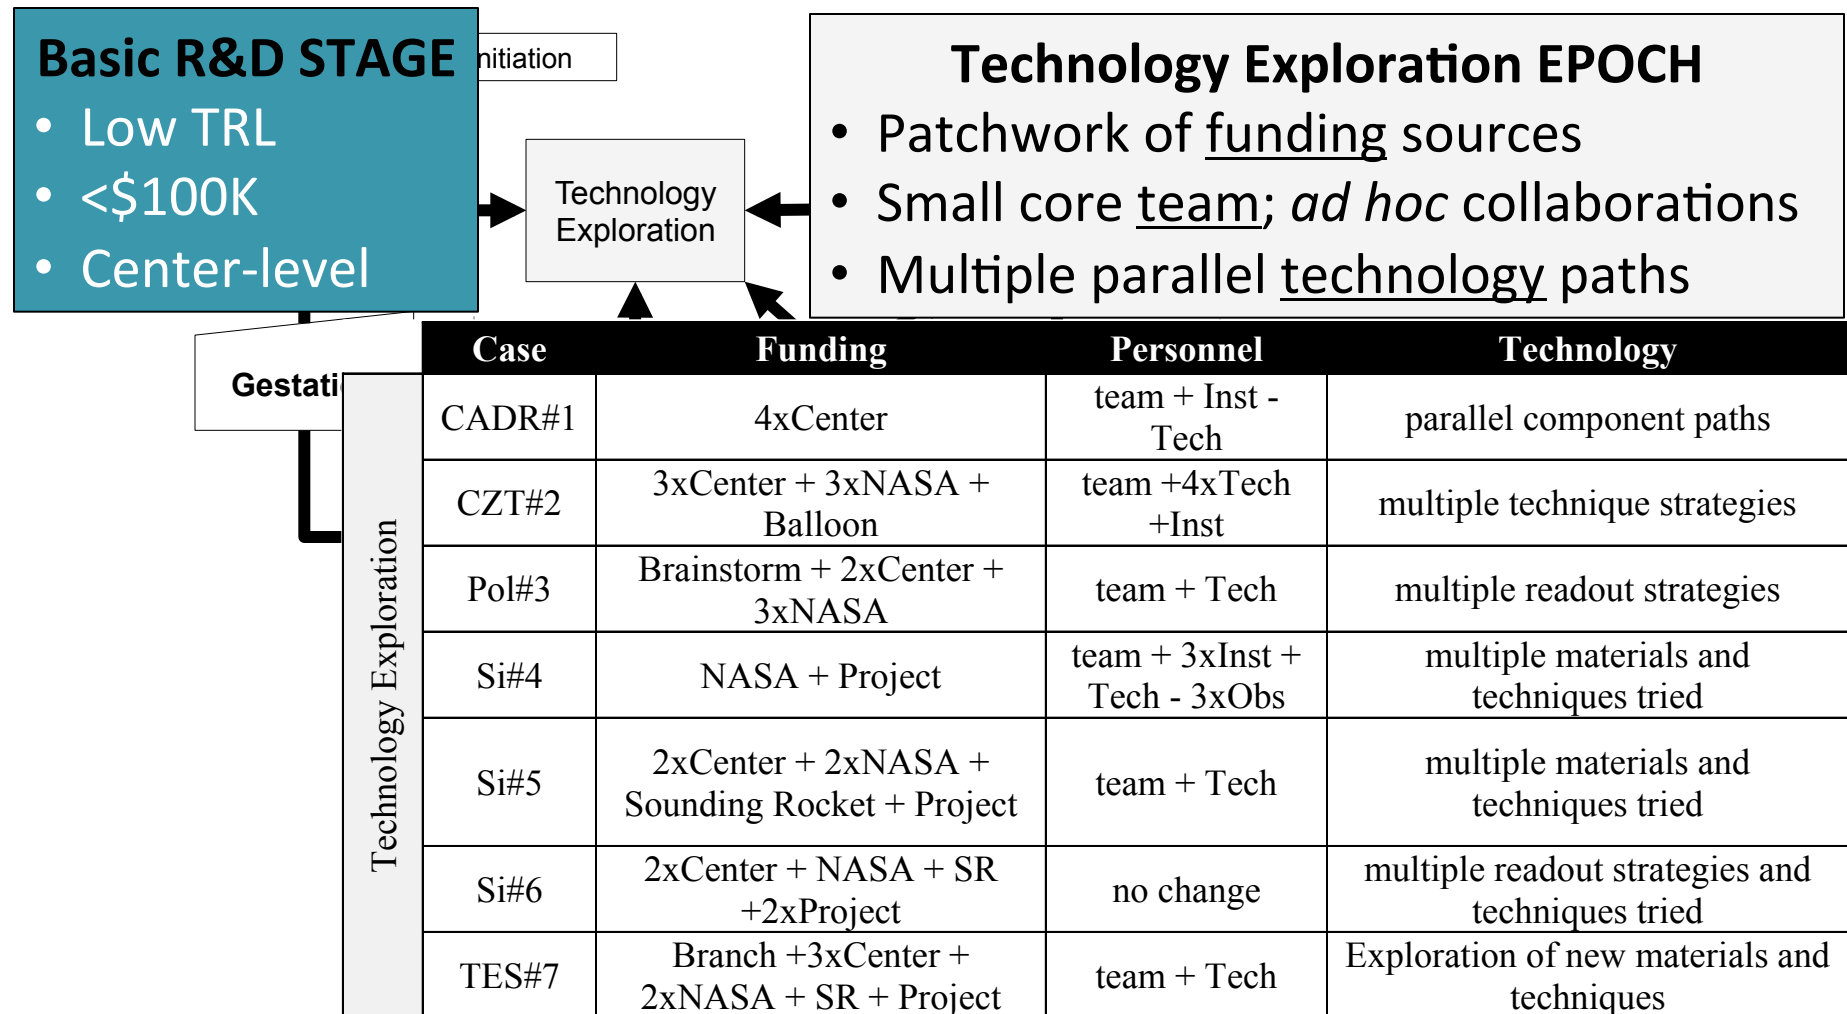 Basic R&D STAGE
• Low TRL
• <$100K
• Center-level
nitiation
Technology
Exploration
Technology Exploration EPOCH
• Patchwork of funding sources
• Small core team; ad hoc collaborations
• Multiple parallel technology paths
Gestati
Case Funding Personnel Technology
Technology Exploration
CADR#1
4xCenter
team + Inst -
Tech
parallel component paths
CZT#2
3xCenter + 3xNASA +
Balloon
team +4xTech
+Inst
multiple technique strategies
Pol#3
Brainstorm + 2xCenter +
3xNASA
team + Tech
multiple readout strategies
Si#4
NASA + Project
team + 3xInst +
Tech - 3xObs
multiple materials and
techniques tried
Si#5
2xCenter + 2xNASA +
Sounding Rocket + Project
team + Tech
multiple materials and
techniques tried
Si#6
2xCenter + NASA + SR
+2xProject
no change
multiple readout strategies and
techniques tried
TES#7
Branch +3xCenter +
2xNASA + SR + Project
team + Tech
Exploration of new materials and
techniques